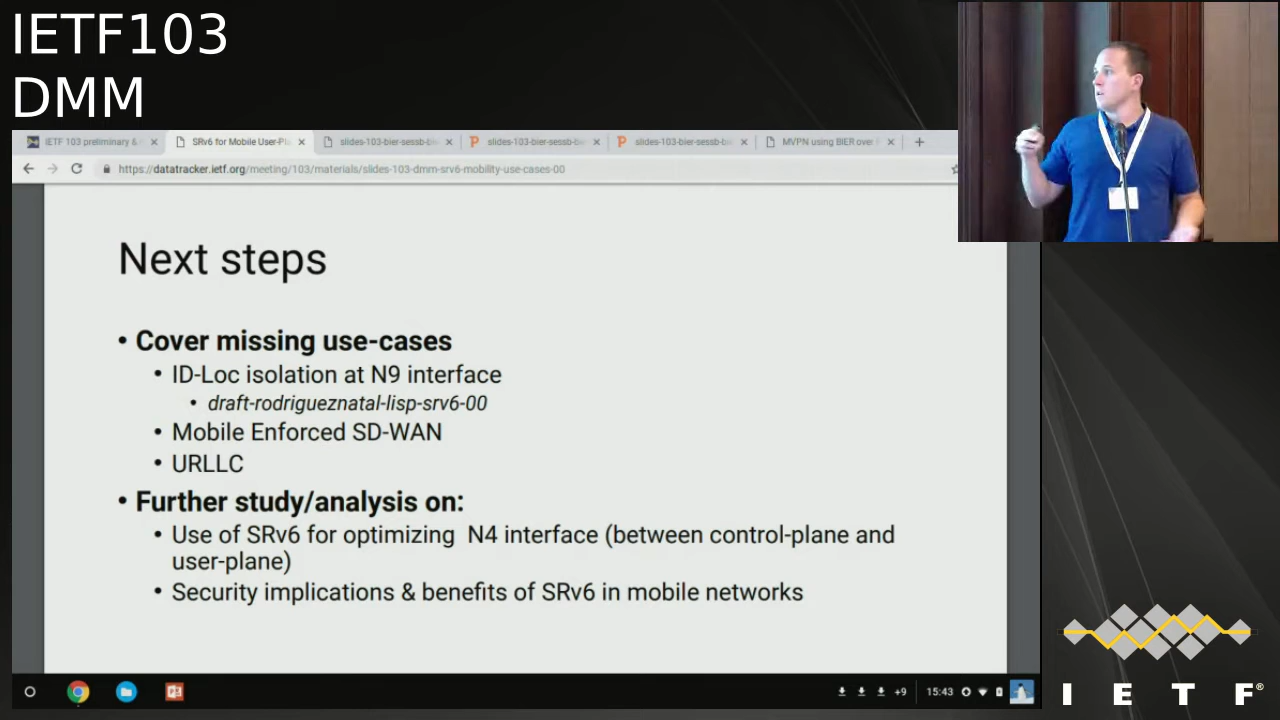 IETF103
DMM
IETF 103 preliminary &
SRv6 for Mobile User-Pl
slides-103-bier-sessb-bi
slides-103-bier-sessb-bi
slides-103-bier-sessb-bi
MVPN using BIER over
https://datatracker.ietf.org/meeting/103/materials/slides-103-dmm-srv6-mobility-use-cases-00
Next steps
• Cover missing use-cases
• ID-Loc isolation at N9 interface
• draft-rodrigueznatal-lisp-srv6-00
• Mobile Enforced SD-WAN
• URLLC
• Further study/analysis on:
• Use of SRv6 for optimizing N4 interface (between control-plane and
user-plane)
• Security implications & benefits of SRv6 in mobile networks
+9
15:43
I E T F®